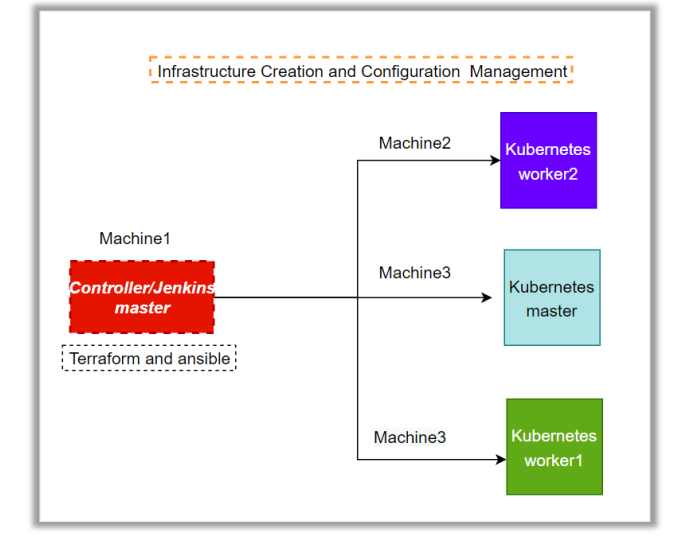 Infrastructure Creation and Configuration Management
Machine2
Kubernetes
worker2
Machine1
Controller/Jenkins
master
Terraform and ansible
Machine3
Kubernetes
master
Machine3
Kubernetes
worker1